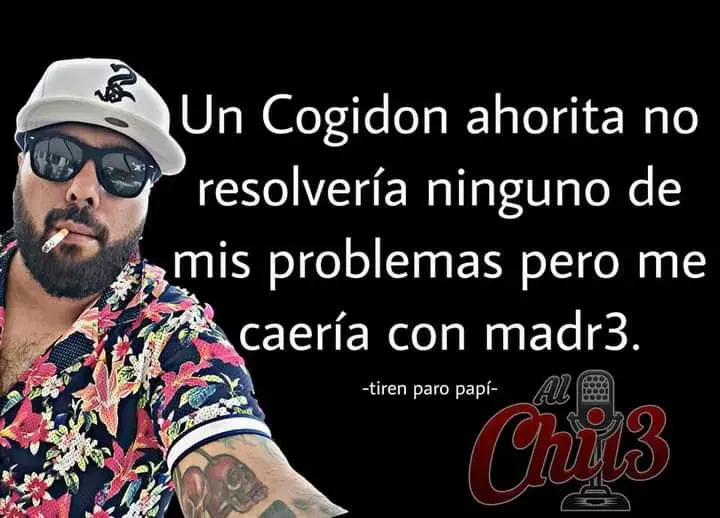 Un Cogidon ahorita no
resolvería ninguno de
mis problemas pero me
caería con madr3.
-tiren paro papí-
AL
Chil3